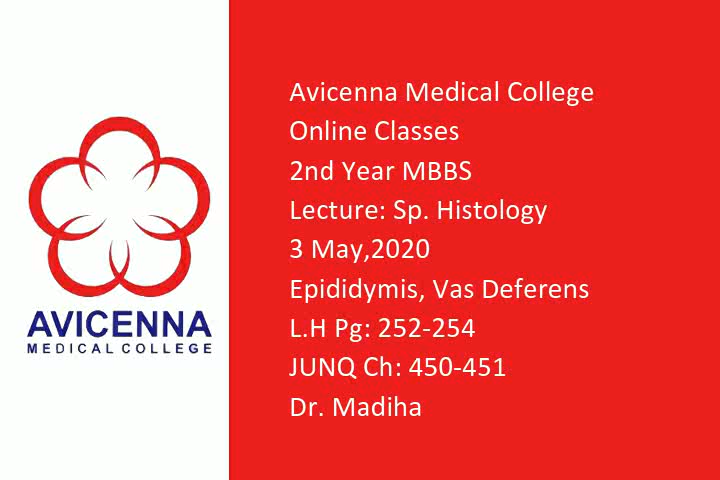 AVICENNA
MEDICAL COLLEGE
Avicenna Medical College
Online Classes
2nd Year MBBS
Lecture: Sp. Histology
3 May,2020
Epididymis, Vas Deferens
L.H Pg: 252-254
JUNQ Ch: 450-451
Dr. Madiha